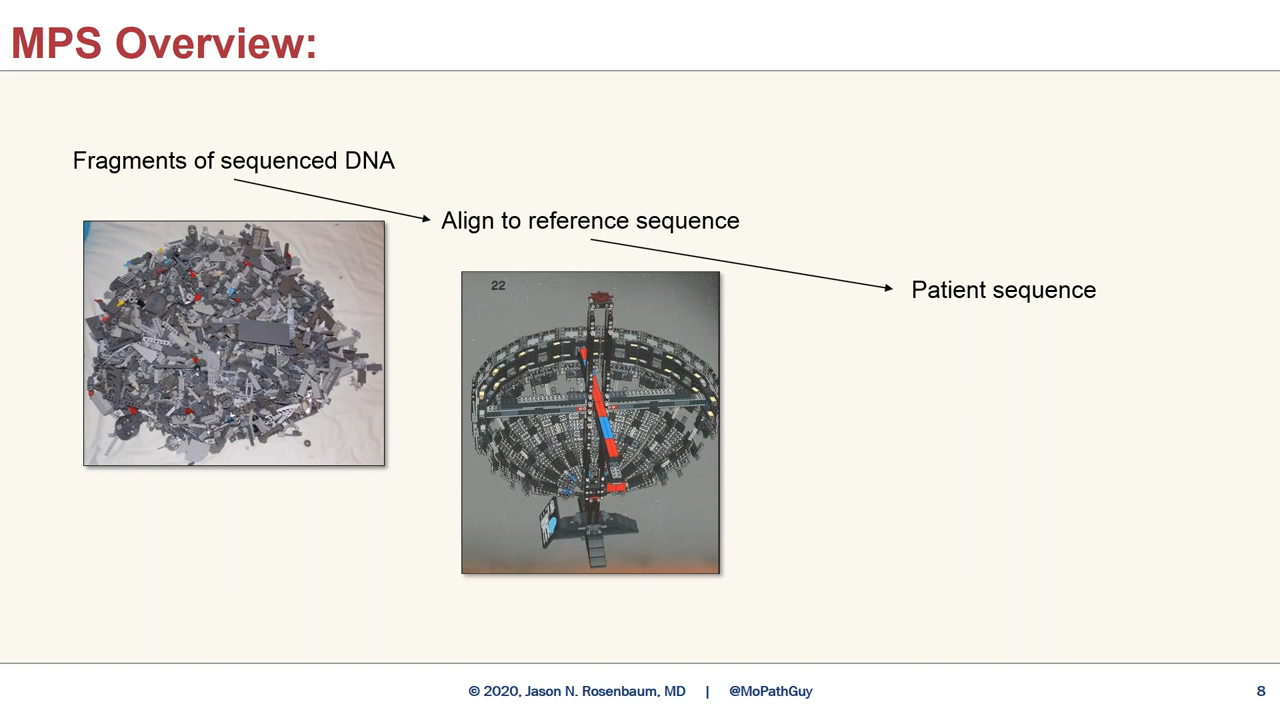 MPS Overview:
Fragments of sequenced DNA
Align to reference sequence
Patient sequence
22
© 2020, Jason N. Rosenbaum, MD | @MoPathGuy
8